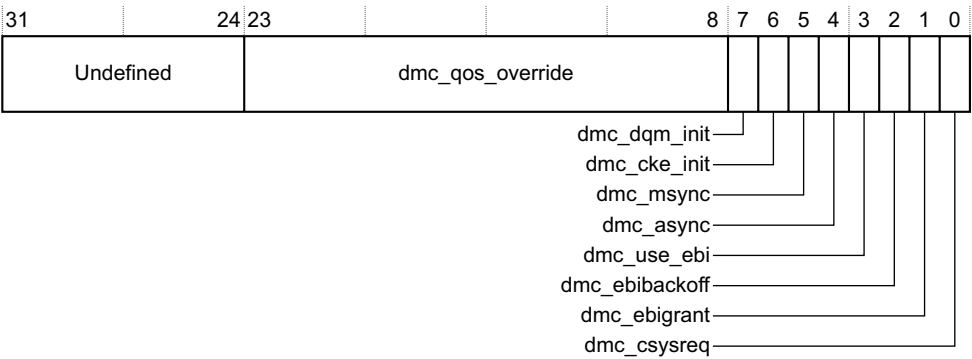 31 24 23 8 7 6 5 4 3 2 1 0
Undefined dmc_qos_override
dmc_dqm_init
dmc_cke_init
dmc_msync
dmc_async
dmc_use_ebi
dmc_ebibackoff
dmc_ebigrant
dmc_csysreq